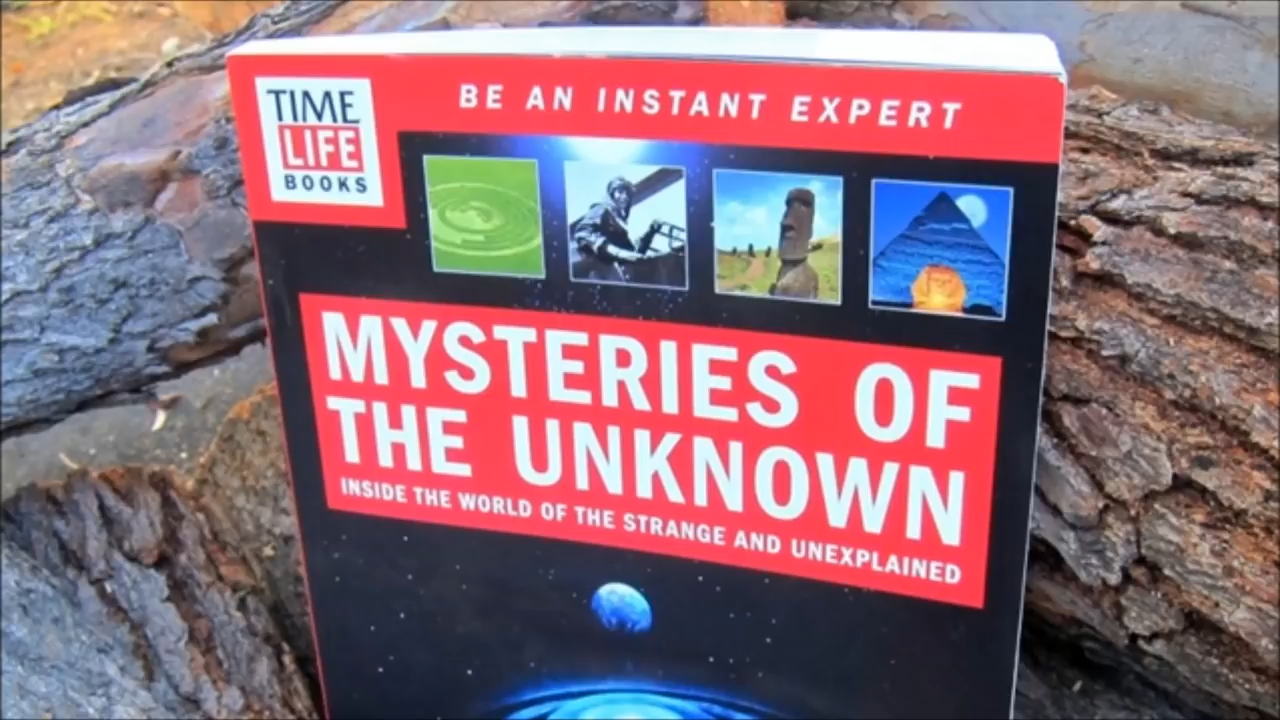 TIME
LIFE
BOOKS
BE AN INSTANT EXPERT
MYSTERIES OF
THE UNKNOWN
INSIDE THE WORLD OF THE STRANGE AND UNEXPLAINED